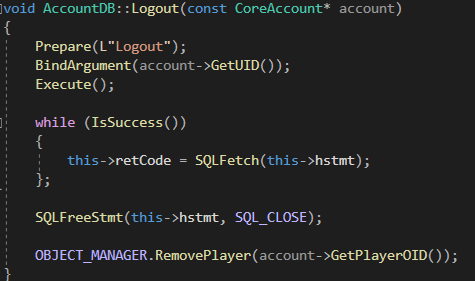 void AccountDB::Logout(const CoreAccount* account)
{
    Prepare(L"Logout");
    BindArgument(account->GetUID());
    Execute();

    while (IsSuccess())
    {
        this->retCode = SQLFetch(this->hstmt);
    };

    SQLFreeStmt(this->hstmt, SQL_CLOSE);

    OBJECT_MANAGER.RemovePlayer(account->GetPlayerOID());
}